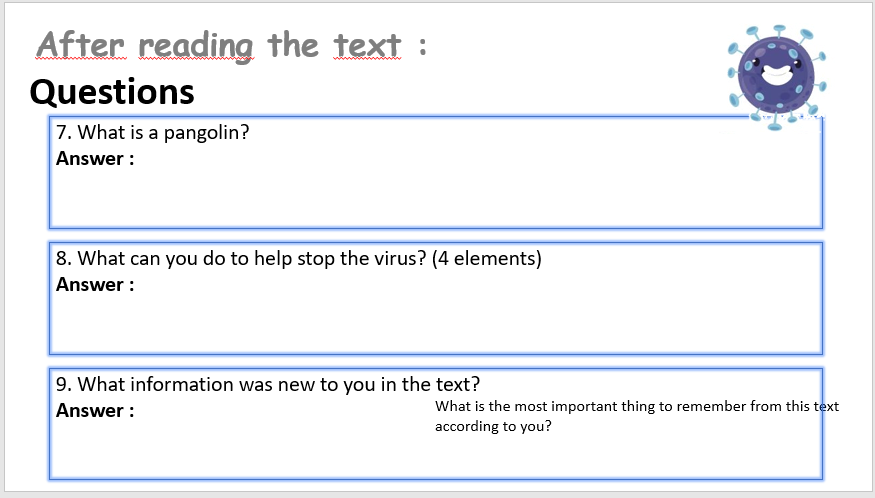 After reading the text :
Questions
7. What is a pangolin?
Answer :
8. What can you do to help stop the virus? (4 elements)
Answer :
9. What information was new to you in the text?
Answer :
What is the most important thing to remember from this text
according to you?